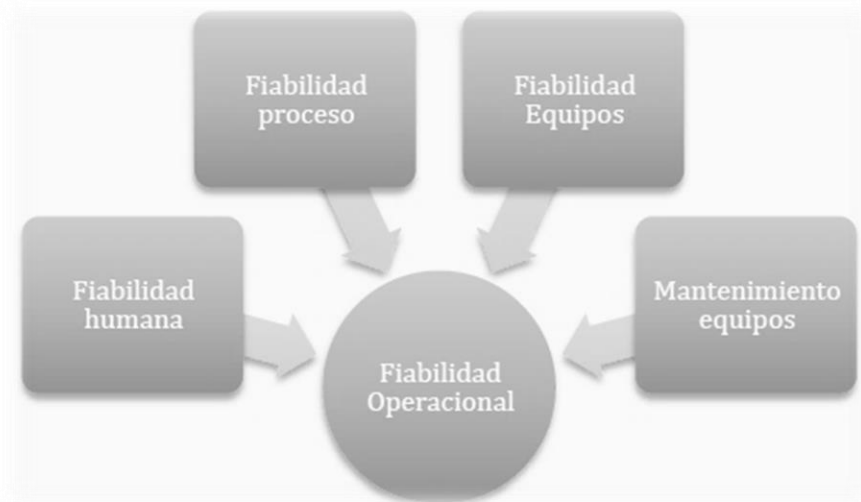 Fiabilidad
proceso
Fiabilidad
Equipos
Fiabilidad
humana
Mantenimiento
equipos
Fiabilidad
Operacional